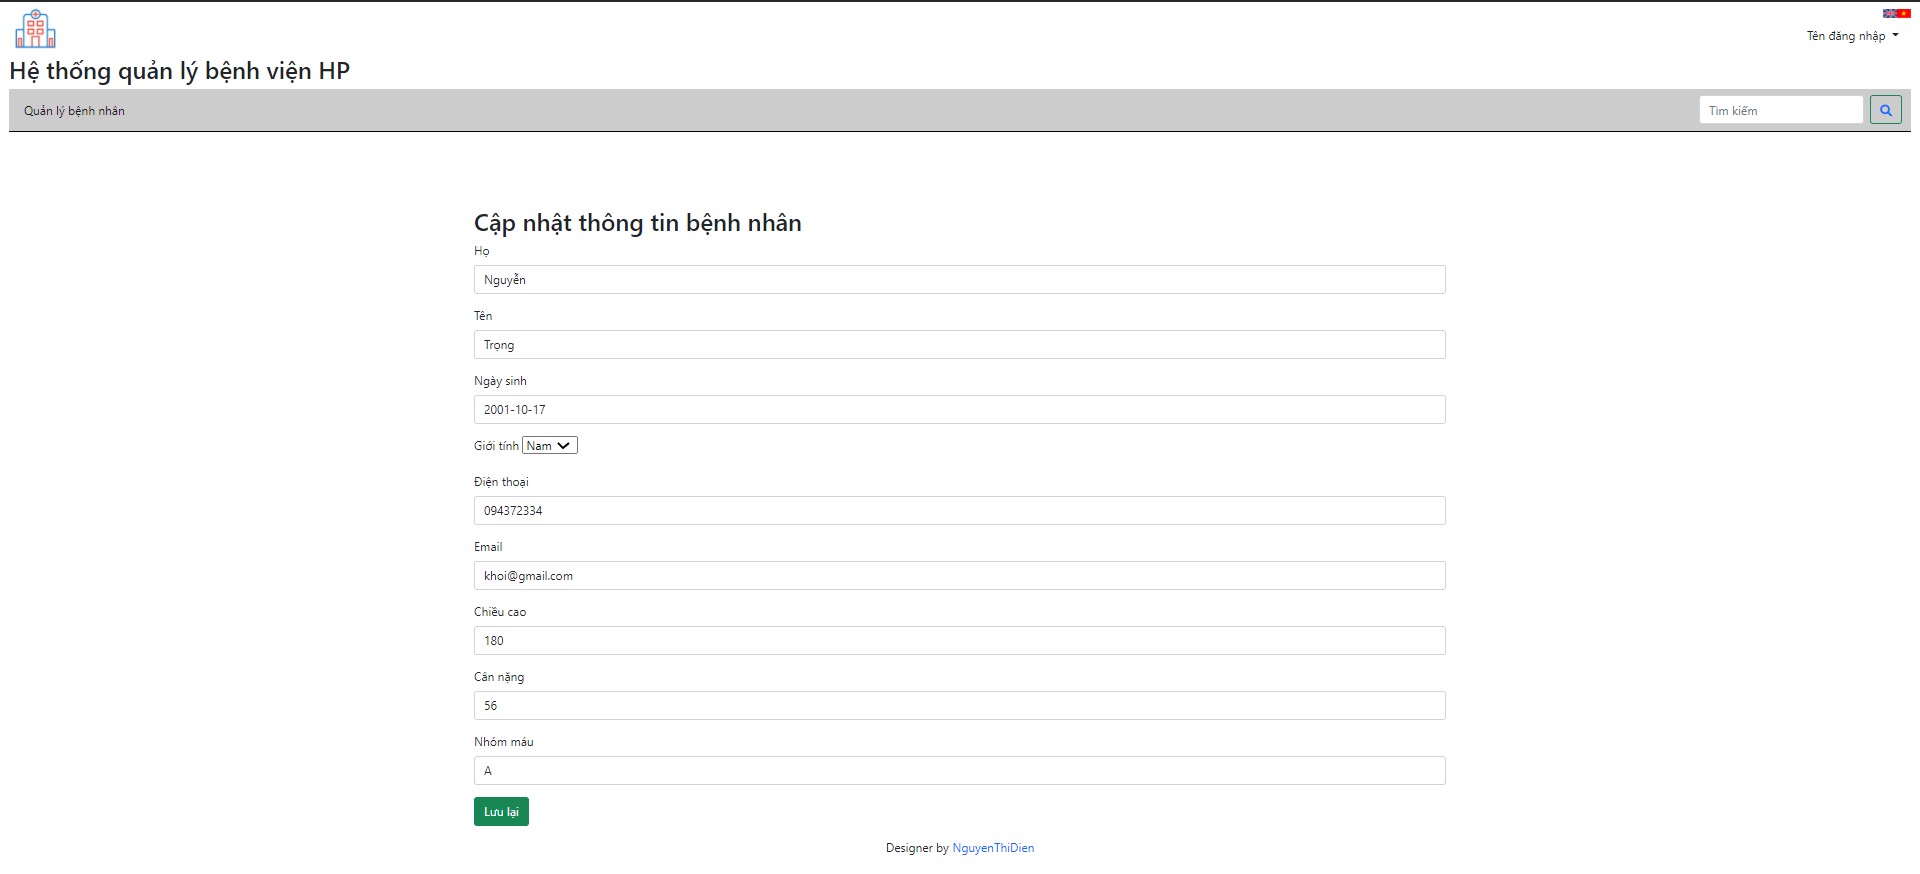 Tên đăng nhập
Hệ thống quản lý bệnh viện HP
Quản lý bệnh nhân
Tìm kiếm
Cập nhật thông tin bệnh nhân
Họ
Nguyễn
Tên
Trọng
Ngày sinh
2001-10-17
Giới tính Nam
Điện thoại
094372334
Email
khoi@gmail.com
Chiều cao
180
Cân nặng
56
Nhóm máu
A
Lưu lại
Designer by NguyenThiDien